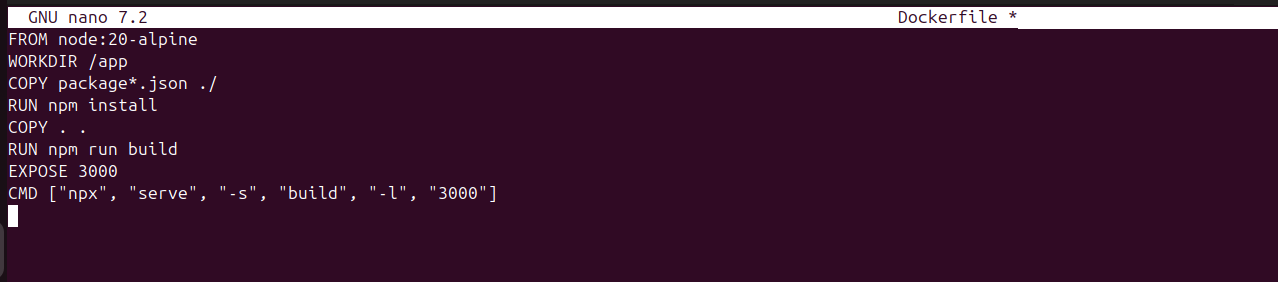 GNU nano 7.2 Dockerfile *
FROM node:20-alpine
WORKDIR /app
COPY package*.json ./
RUN npm install
COPY . .
RUN npm run build
EXPOSE 3000
CMD ["npx", "serve", "-s", "build", "-l", "3000"]